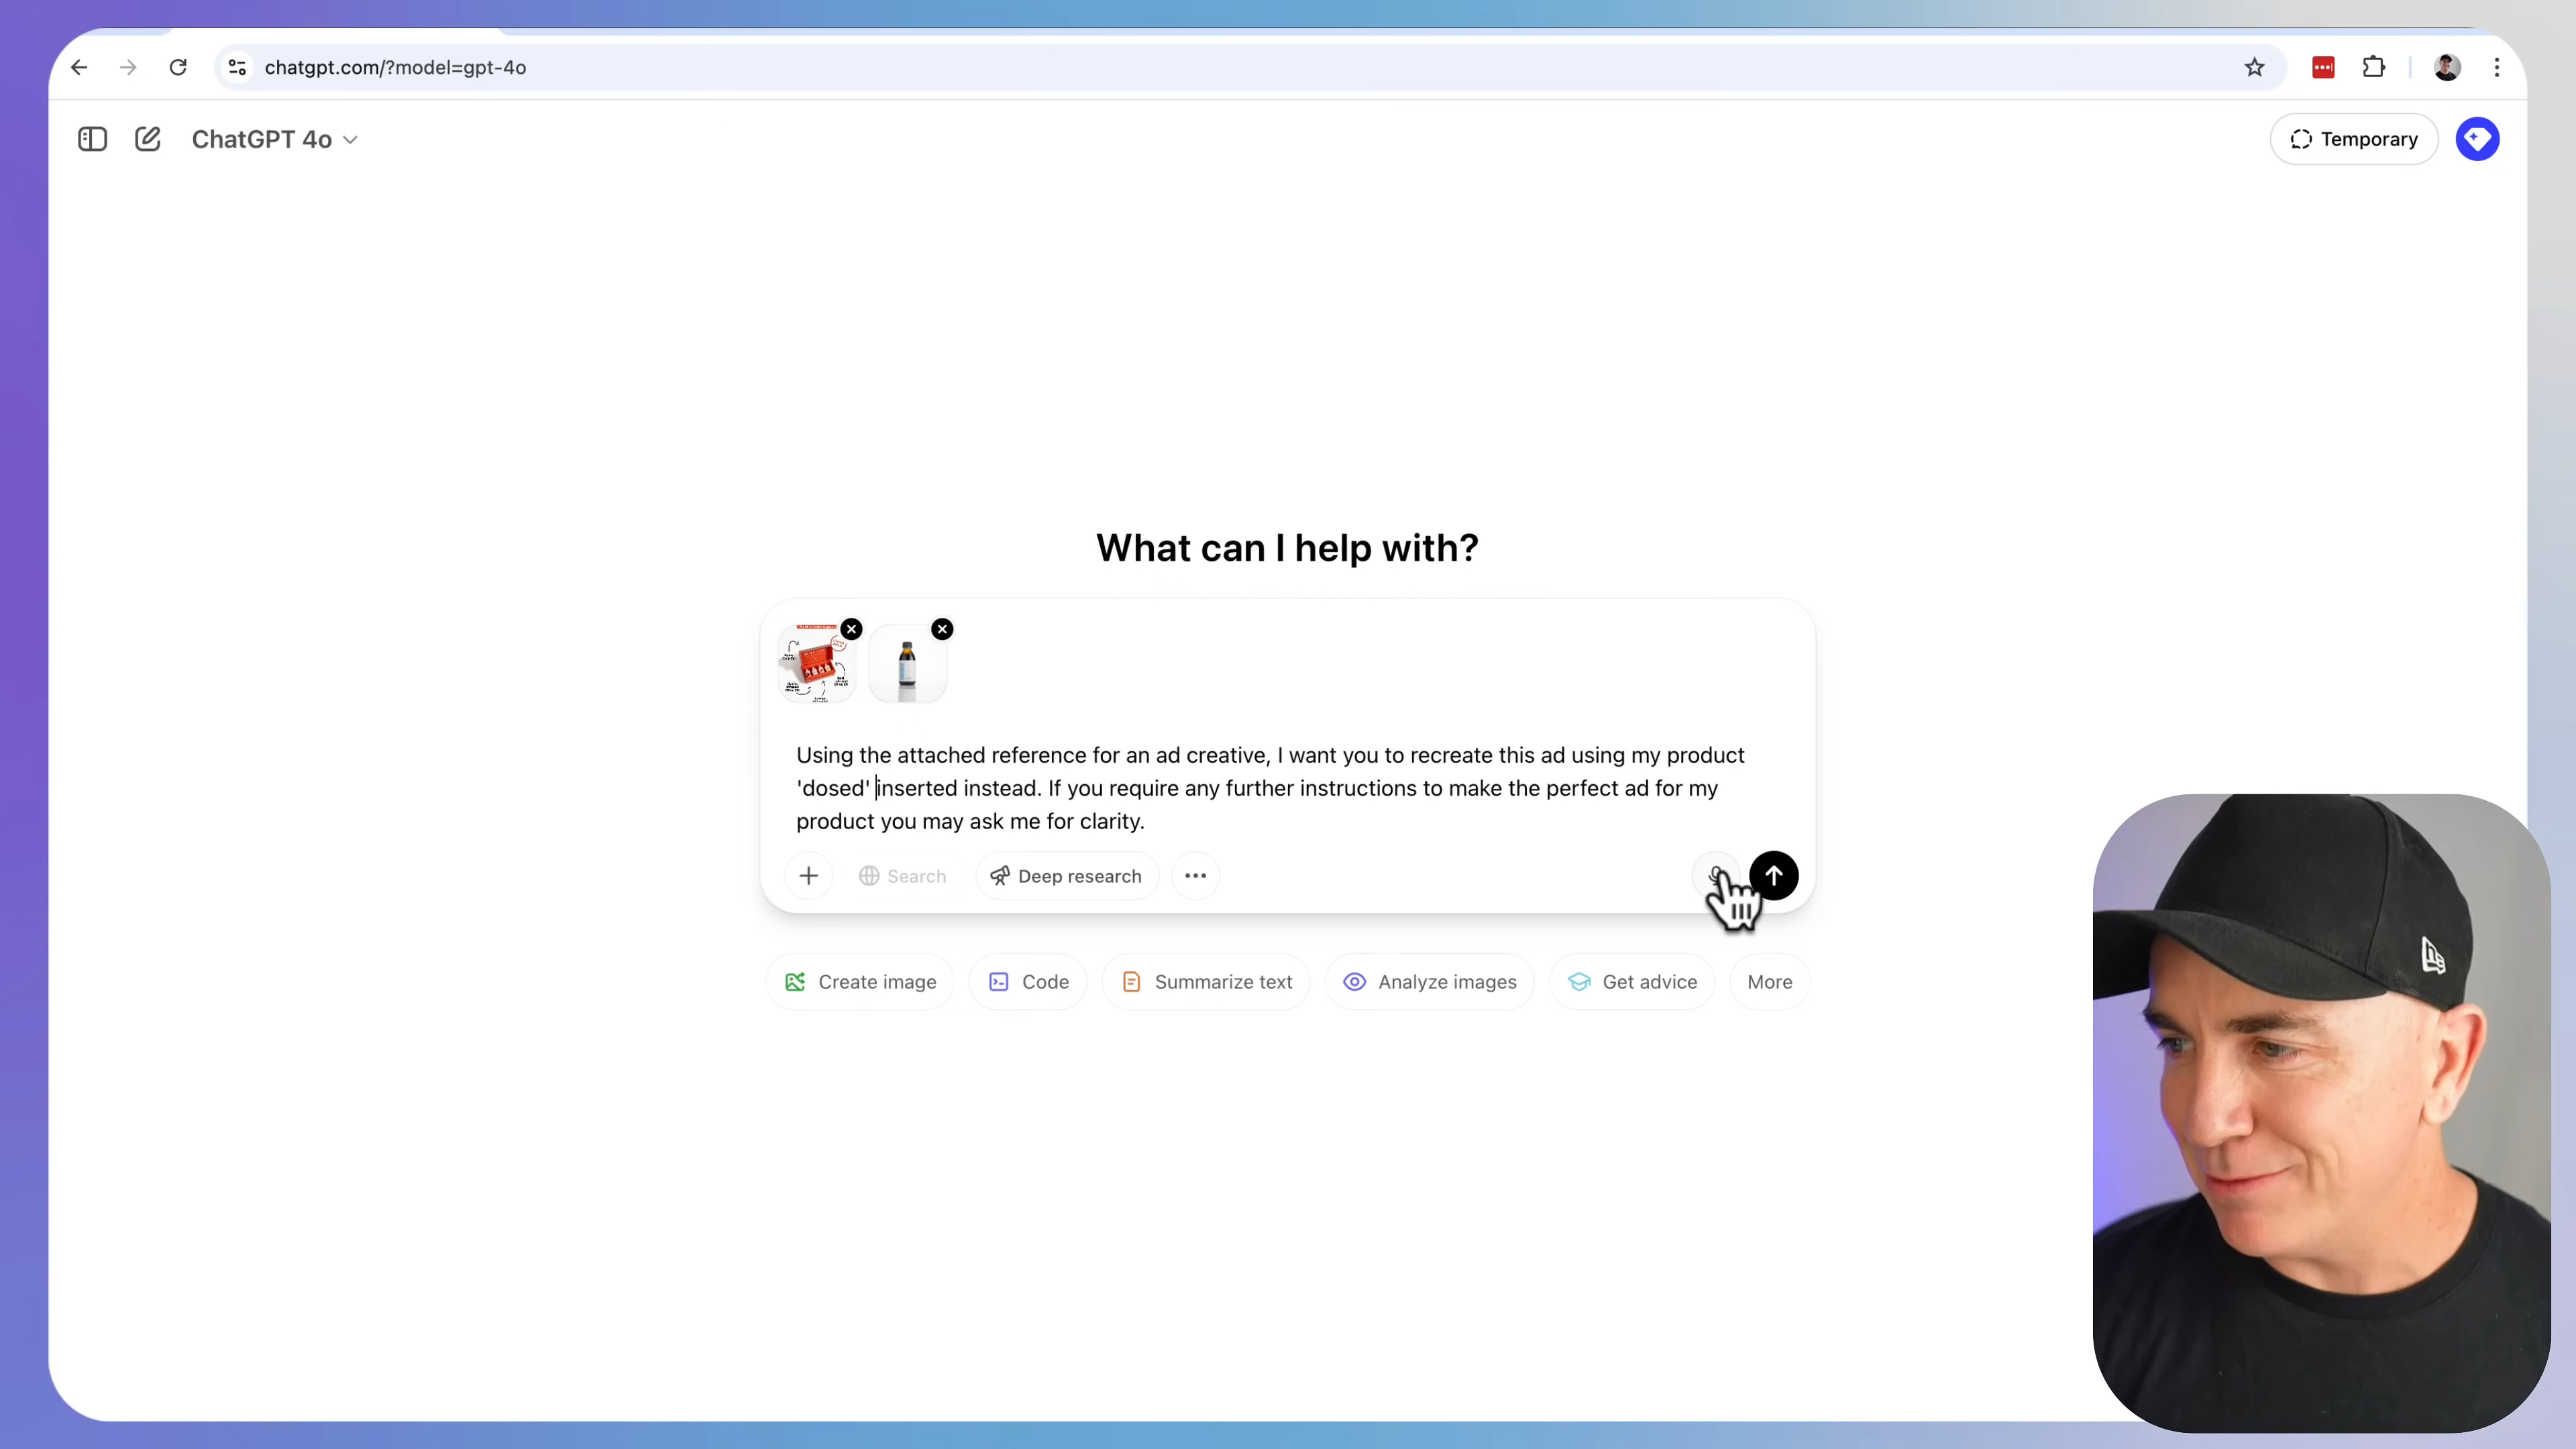 chatgpt.com/?model=gpt-4o
ChatGPT 4o
Temporary
What can I help with?
Using the attached reference for an ad creative, I want you to recreate this ad using my product
'dosed' inserted instead. If you require any further instructions to make the perfect ad for my
product you may ask me for clarity.
Search
Deep research
Create image
Code
Summarize text
Analyze images
Get advice
More